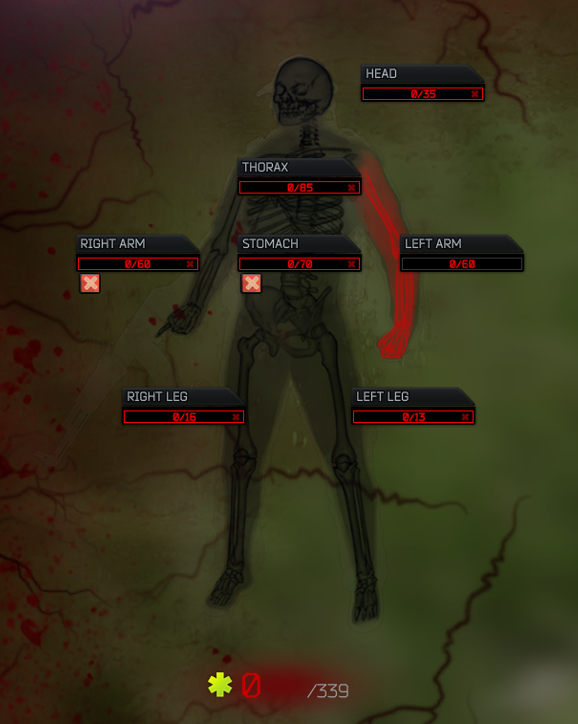 HEAD
0/35
THORAX
0/85
RIGHT ARM
0/60
STOMACH
0/70
LEFT ARM
0/60
RIGHT LEG
0/16
LEFT LEG
0/13
0 /339